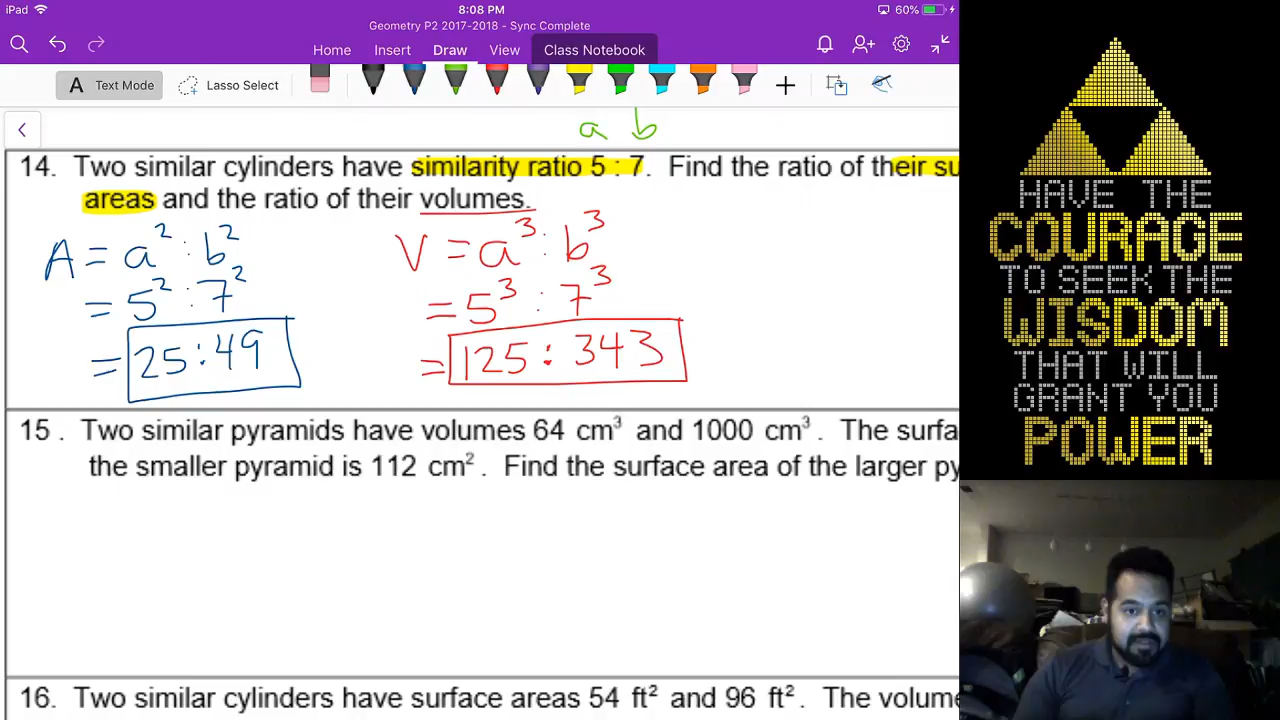 iPad 8:08 PM 60%
Geometry P2 2017-2018 - Sync Complete
Home Insert Draw View Class Notebook
A Text Mode Lasso Select
a b
14. Two similar cylinders have similarity ratio 5 : 7. Find the ratio of their su
areas and the ratio of their volumes.
A = a² : b²
= 5² : 7²
= 25:49
V = a³ : b³
= 5³ : 7³
= 125:343
15 . Two similar pyramids have volumes 64 cm³ and 1000 cm³ . The surfa
the smaller pyramid is 112 cm² . Find the surface area of the larger py
16. Two similar cylinders have surface areas 54 ft² and 96 ft² . The volume
HAVE THE
COURAGE
TO SEEK THE
WISDOM
THAT WILL
GRANT YOU
POWER